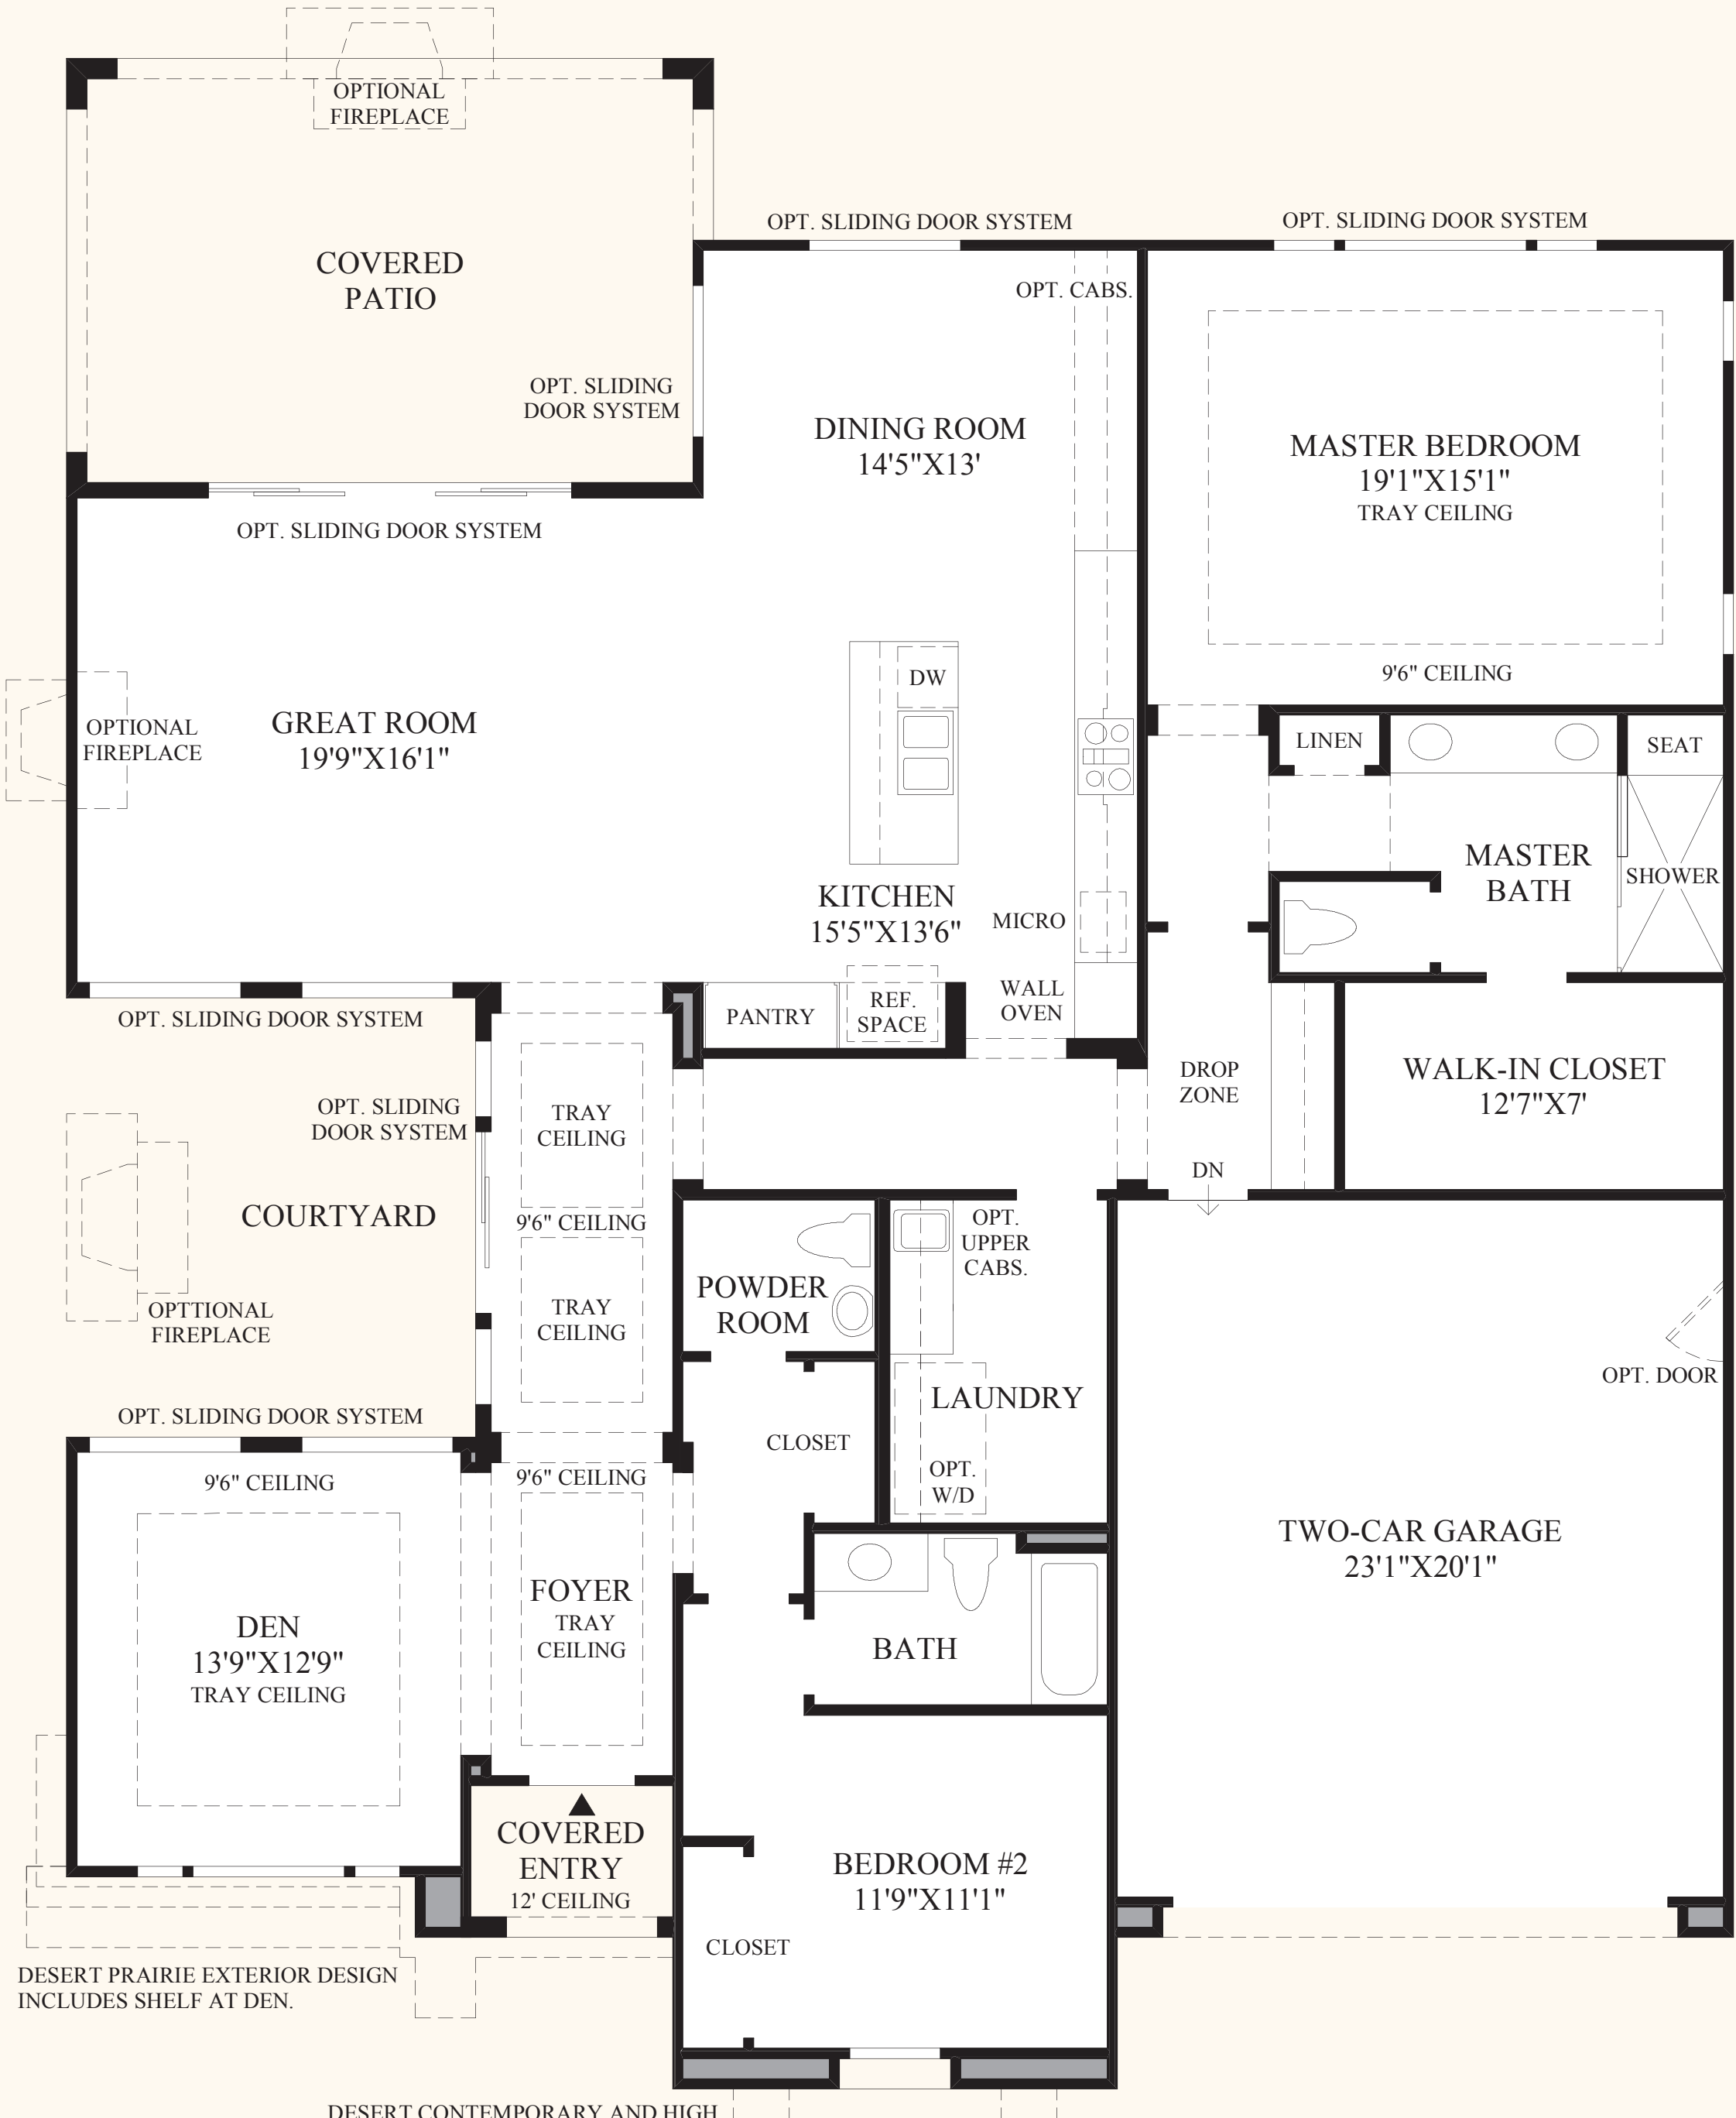 OPTIONAL
FIREPLACE
OPT. SLIDING DOOR SYSTEM
OPT. SLIDING DOOR SYSTEM
COVERED
PATIO
OPT. CABS.
OPT. SLIDING
DOOR SYSTEM
DINING ROOM
14'5"X13'
MASTER BEDROOM
19'1"X15'1"
TRAY CEILING
9'6" CEILING
OPT. SLIDING DOOR SYSTEM
OPTIONAL
FIREPLACE
GREAT ROOM
19'9"X16'1"
DW
LINEN
SEAT
KITCHEN
15'5"X13'6"
MICRO
MASTER
BATH
SHOWER
WALL
OVEN
PANTRY
REF.
SPACE
OPT. SLIDING DOOR SYSTEM
DROP
ZONE
WALK-IN CLOSET
12'7"X7'
OPT. SLIDING
DOOR SYSTEM
TRAY
CEILING
DN
COURTYARD
9'6" CEILING
OPT.
UPPER
CABS.
OPTTIONAL
FIREPLACE
TRAY
CEILING
POWDER
ROOM
OPT. DOOR
LAUNDRY
OPT. SLIDING DOOR SYSTEM
CLOSET
9'6" CEILING
9'6" CEILING
OPT.
W/D
TWO-CAR GARAGE
23'1"X20'1"
FOYER
TRAY
CEILING
DEN
13'9"X12'9"
TRAY CEILING
BATH
COVERED
ENTRY
12' CEILING
BEDROOM #2
11'9"X11'1"
CLOSET
DESERT PRAIRIE EXTERIOR DESIGN
INCLUDES SHELF AT DEN.
DESERT CONTEMPORARY AND HIGH